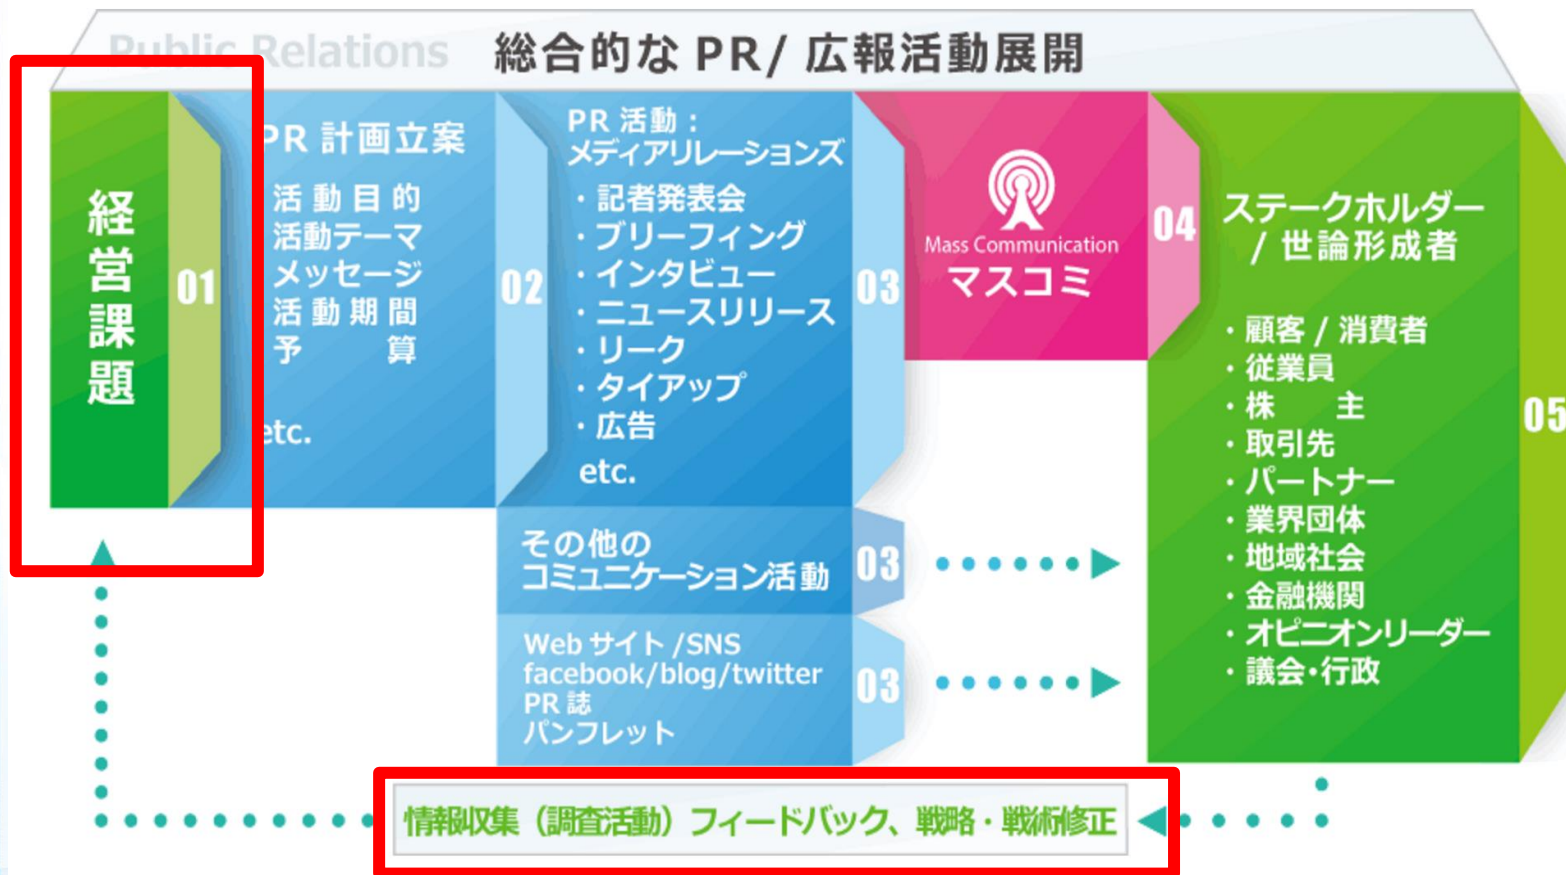 Public Relations 総合的な PR/ 広報活動展開
経営課題
01
PR 計画立案
活動目的
活動テーマ
メッセージ
活動期間
予 算
etc.
02
PR 活動：
メディアリレーションズ
・記者発表会
・ブリーフィング
・インタビュー
・ニュースリリース
・リーク
・タイアップ
・広告
etc.
03
その他の
コミュニケーション活動
03
Web サイト /SNS
facebook/blog/twitter
PR 誌
パンフレット
03
Mass Communication
マスコミ
04
ステークホルダー
/ 世論形成者
・顧客 / 消費者
・従業員
・株 主
・取引先
・パートナー
・業界団体
・地域社会
・金融機関
・オピニオンリーダー
・議会・行政
05
情報収集（調査活動）フィードバック、戦略・戦術修正